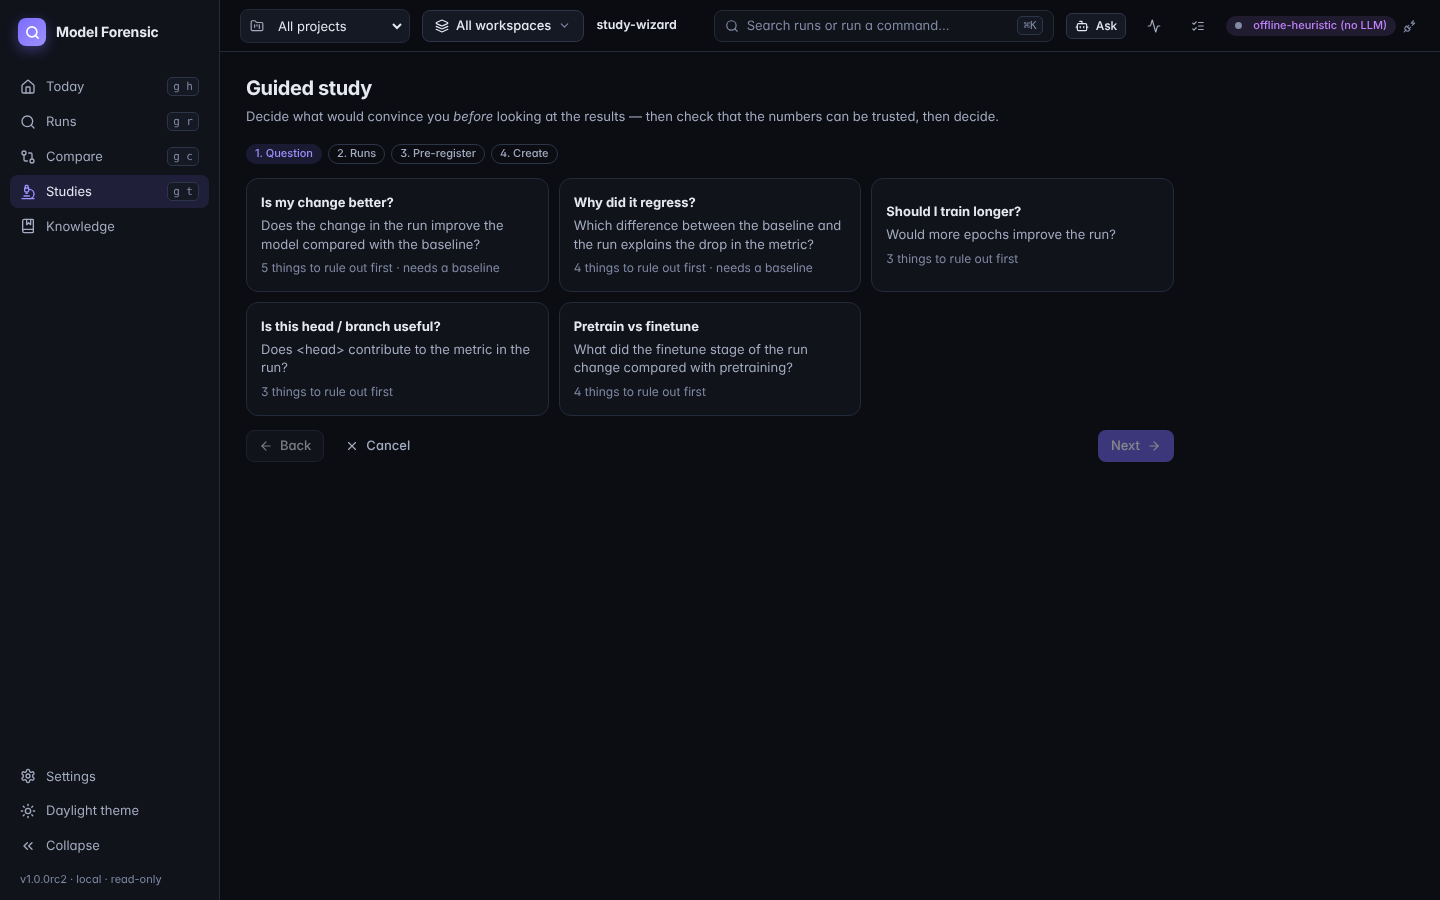 Model Forensic
Today g h
Runs g r
Compare g c
Studies g t
Knowledge
Settings
Daylight theme
Collapse
v1.0.0rc2 · local · read-only
All projects
All workspaces
study-wizard
Search runs or run a command...
⌘K
Ask
offline-heuristic (no LLM)
Guided study
Decide what would convince you before looking at the results — then check that the numbers can be trusted, then decide.
1. Question
2. Runs
3. Pre-register
4. Create
Is my change better?
Does the change in the run improve the
model compared with the baseline?
5 things to rule out first · needs a baseline
Why did it regress?
Which difference between the baseline and
the run explains the drop in the metric?
4 things to rule out first · needs a baseline
Should I train longer?
Would more epochs improve the run?
3 things to rule out first
Is this head / branch useful?
Does <head> contribute to the metric in the
run?
3 things to rule out first
Pretrain vs finetune
What did the finetune stage of the run
change compared with pretraining?
4 things to rule out first
Back
Cancel
Next